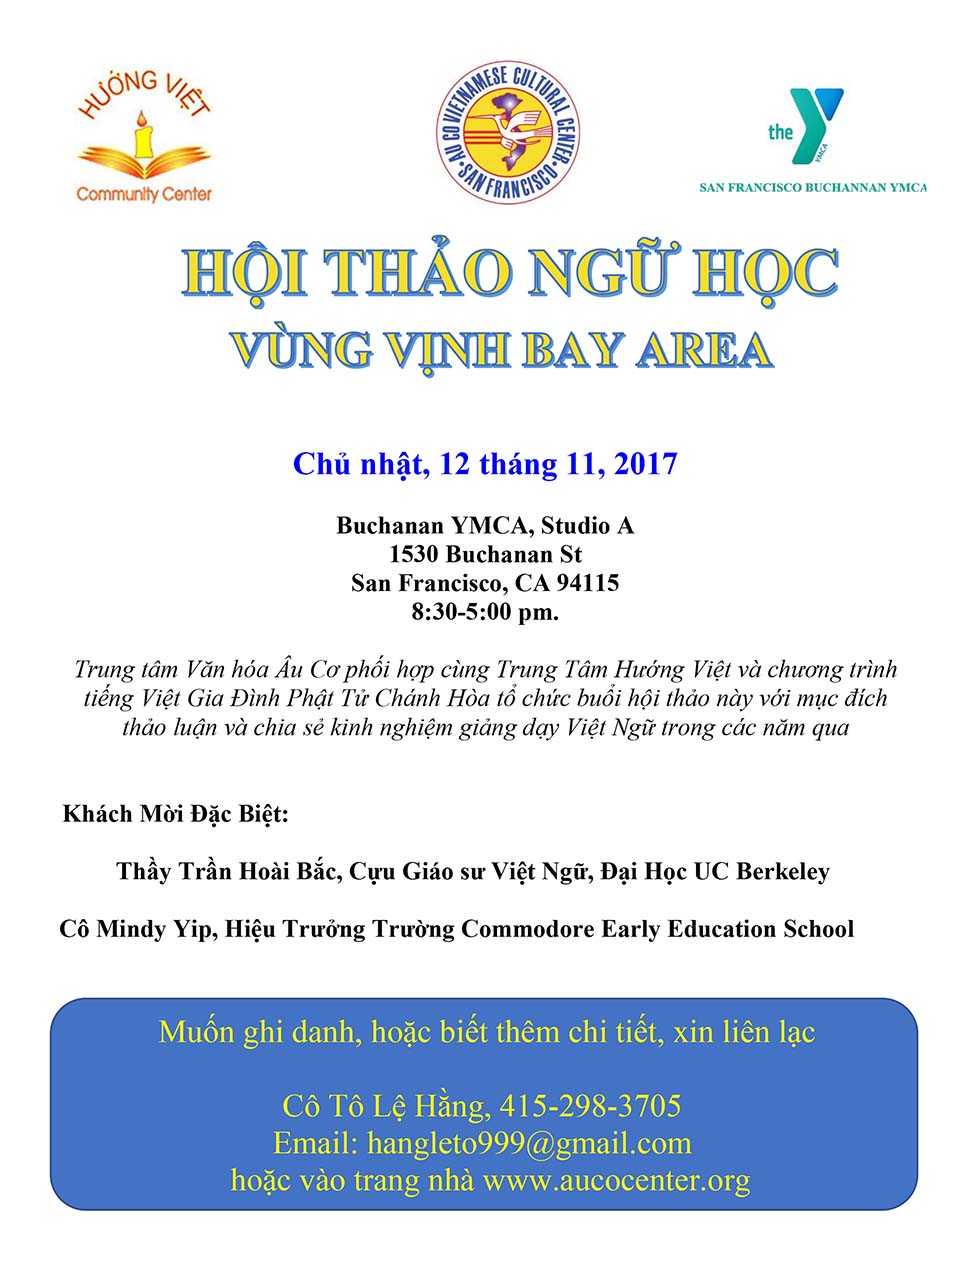 HƯỚNG VIỆT
Community Center
AU CO VIETNAMESE CULTURAL CENTER
SAN FRANCISCO
the
YMCA
SAN FRANCISCO BUCHANNAN YMCA
HỘI THẢO NGỮ HỌC
VÙNG VỊNH BAY AREA
Chủ nhật, 12 tháng 11, 2017
Buchanan YMCA, Studio A
1530 Buchanan St
San Francisco, CA 94115
8:30-5:00 pm.
Trung tâm Văn hóa Âu Cơ phối hợp cùng Trung Tâm Hướng Việt và chương trình
tiếng Việt Gia Đình Phật Tử Chánh Hòa tổ chức buổi hội thảo này với mục đích
thảo luận và chia sẻ kinh nghiệm giảng dạy Việt Ngữ trong các năm qua
Khách Mời Đặc Biệt:
Thầy Trần Hoài Bắc, Cựu Giáo sư Việt Ngữ, Đại Học UC Berkeley
Cô Mindy Yip, Hiệu Trưởng Trường Commodore Early Education School
Muốn ghi danh, hoặc biết thêm chi tiết, xin liên lạc
Cô Tô Lệ Hằng, 415-298-3705
Email: hangleto999@gmail.com
hoặc vào trang nhà www.aucocenter.org